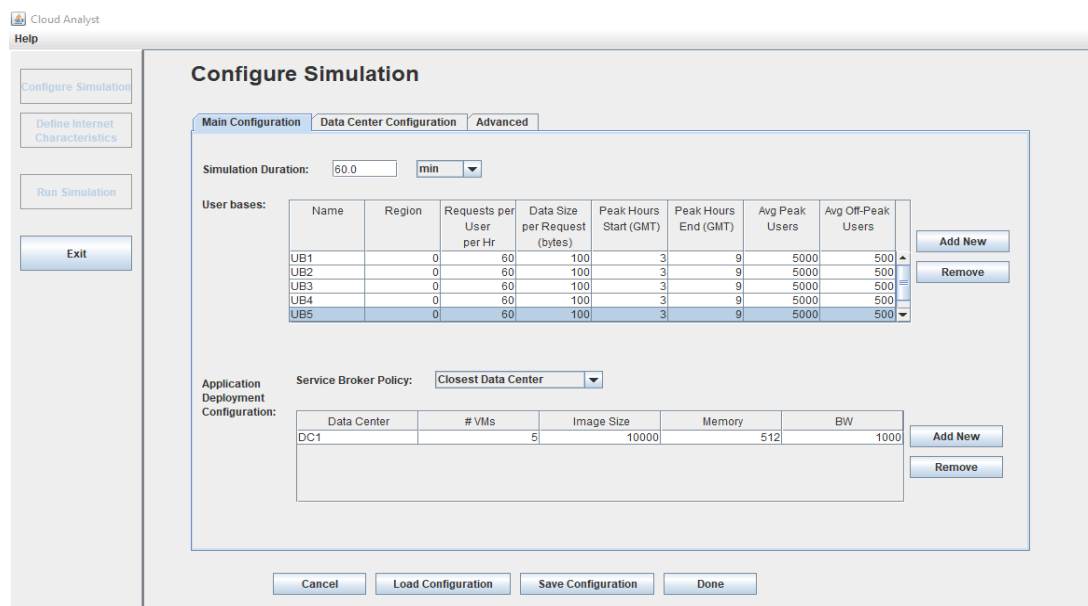 Cloud Analyst
Help
Configure Simulation
Define Internet
Characteristics
Run Simulation
Exit
Configure Simulation
Main Configuration Data Center Configuration Advanced
Simulation Duration: 60.0 min
User bases:
Name Region Requests per User per Hr Data Size per Request (bytes) Peak Hours Start (GMT) Peak Hours End (GMT) Avg Peak Users Avg Off-Peak Users
UB1 0 60 100 3 9 5000 500
UB2 0 60 100 3 9 5000 500
UB3 0 60 100 3 9 5000 500
UB4 0 60 100 3 9 5000 500
UB5 0 60 100 3 9 5000 500
Add New
Remove
Application
Deployment
Configuration:
Service Broker Policy: Closest Data Center
Data Center # VMs Image Size Memory BW
DC1 5 10000 512 1000
Add New
Remove
Cancel Load Configuration Save Configuration Done